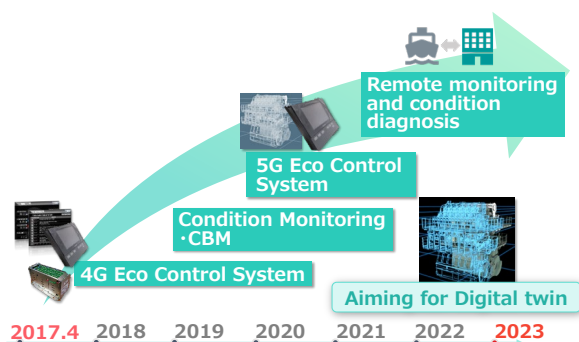 Remote monitoring
and condition
diagnosis
5G Eco Control
System
Condition Monitoring
・CBM
4G Eco Control System
Aiming for Digital twin
2017.4 2018 2019 2020 2021 2022 2023